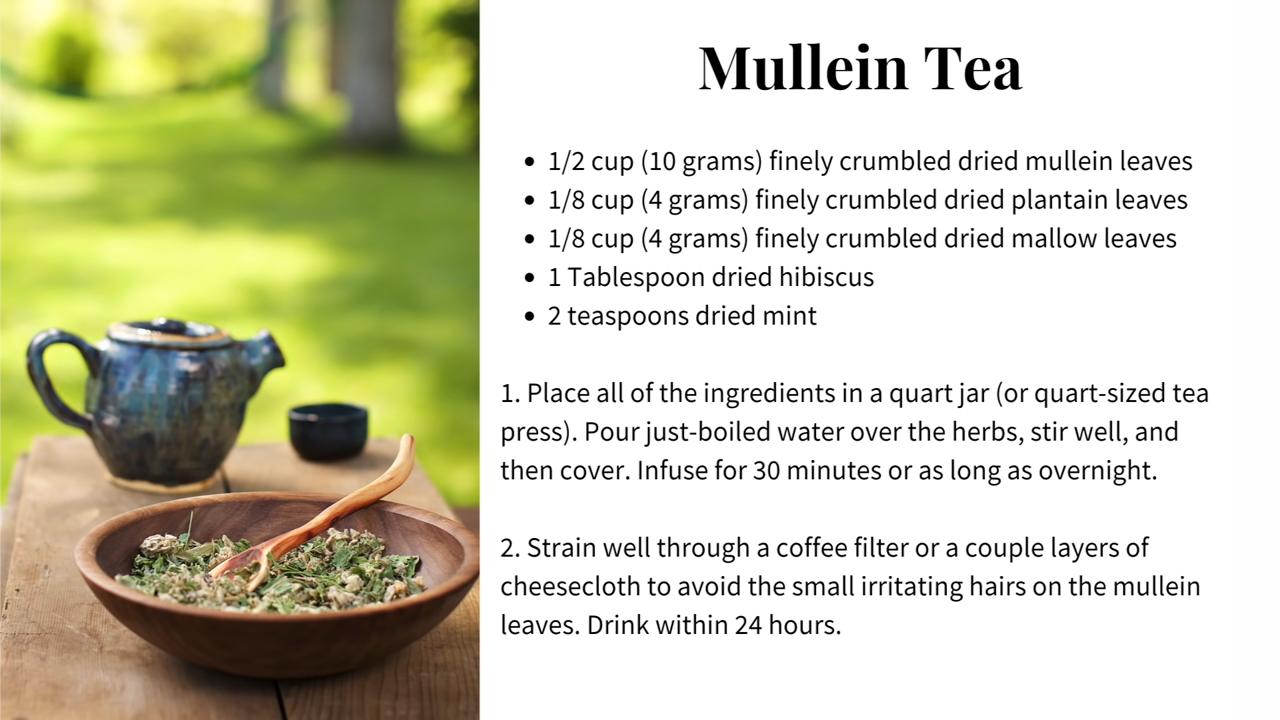 Mullein Tea
• 1/2 cup (10 grams) finely crumbled dried mullein leaves
• 1/8 cup (4 grams) finely crumbled dried plantain leaves
• 1/8 cup (4 grams) finely crumbled dried mallow leaves
• 1 Tablespoon dried hibiscus
• 2 teaspoons dried mint
1. Place all of the ingredients in a quart jar (or quart-sized tea
press). Pour just-boiled water over the herbs, stir well, and
then cover. Infuse for 30 minutes or as long as overnight.
2. Strain well through a coffee filter or a couple layers of
cheesecloth to avoid the small irritating hairs on the mullein
leaves. Drink within 24 hours.